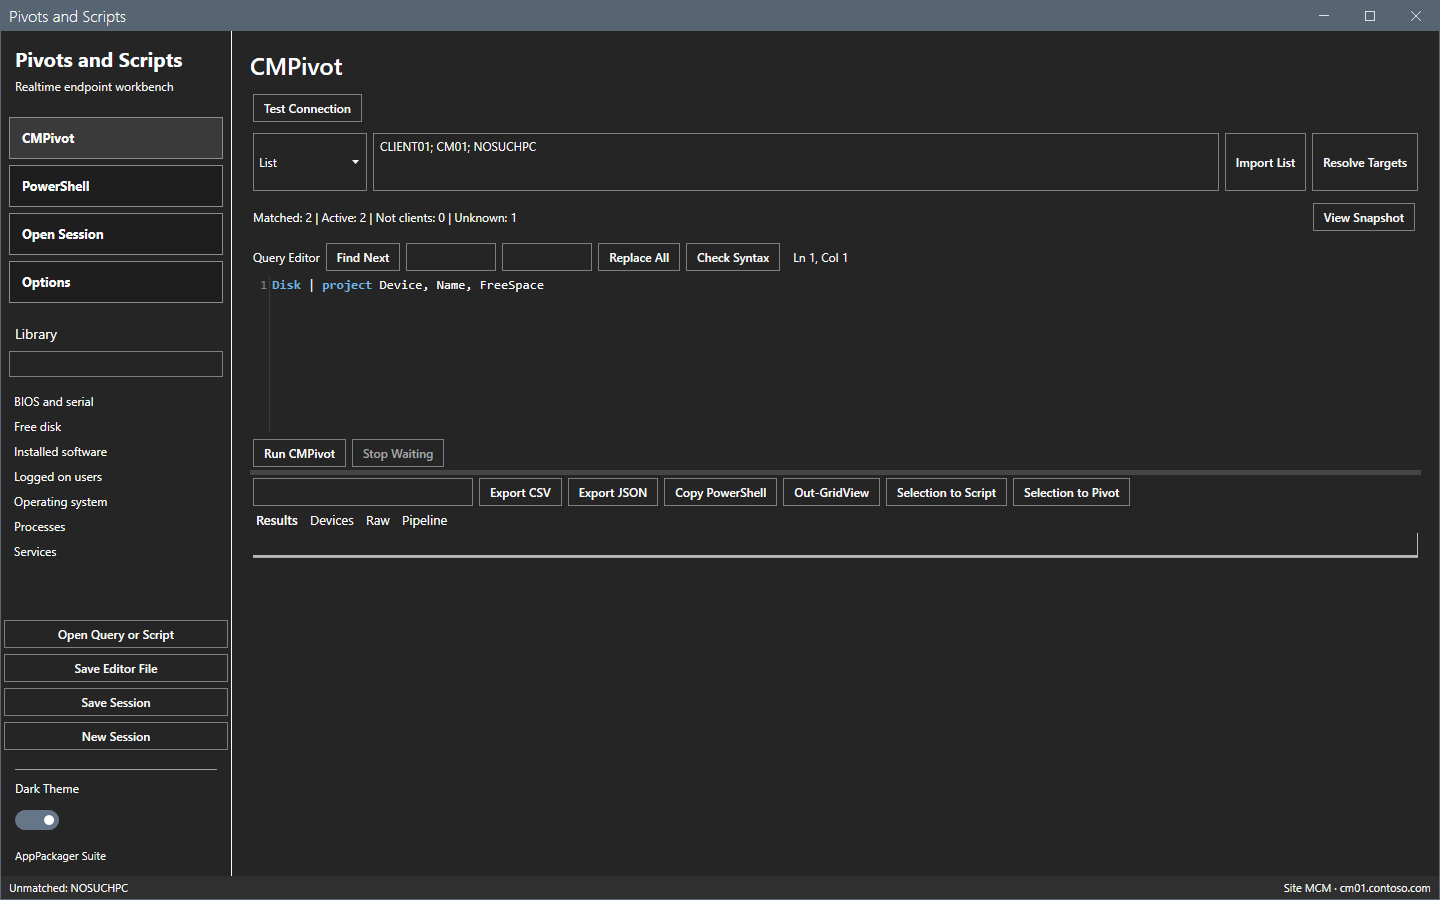 Pivots and Scripts
Pivots and Scripts
Realtime endpoint workbench
CMPivot
PowerShell
Open Session
Options
Library
BIOS and serial
Free disk
Installed software
Logged on users
Operating system
Processes
Services
Open Query or Script
Save Editor File
Save Session
New Session
Dark Theme
AppPackager Suite
CMPivot
Test Connection
List
CLIENT01; CM01; NOSUCHPC
Import List
Resolve Targets
Matched: 2 | Active: 2 | Not clients: 0 | Unknown: 1
View Snapshot
Query Editor
Find Next
Replace All
Check Syntax
Ln 1, Col 1
1 Disk | project Device, Name, FreeSpace
Run CMPivot
Stop Waiting
Export CSV
Export JSON
Copy PowerShell
Out-GridView
Selection to Script
Selection to Pivot
Results
Devices
Raw
Pipeline
Unmatched: NOSUCHPC
Site MCM · cm01.contoso.com